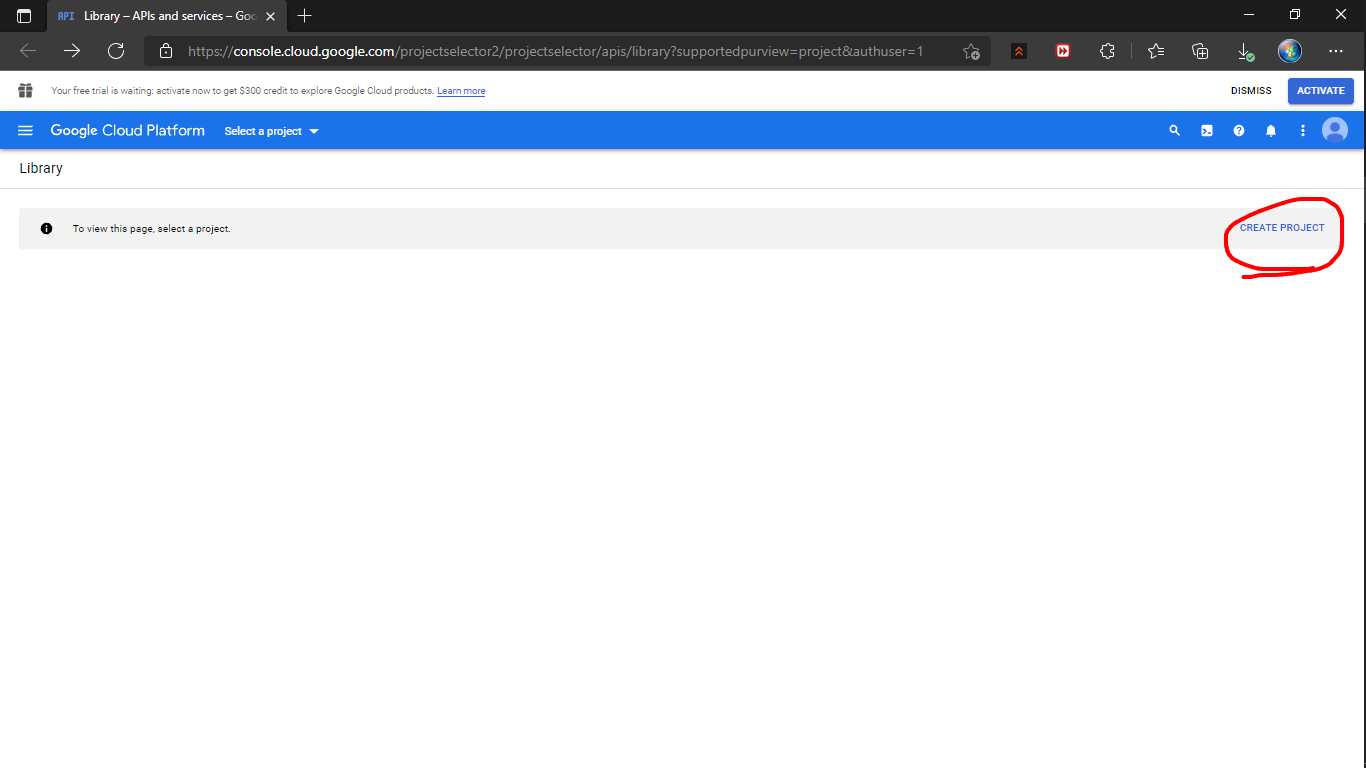 API Library – APIs and services – Goo
https://console.cloud.google.com/projectselector2/projectselector/apis/library?supportedpurview=project&authuser=1
Your free trial is waiting: activate now to get $300 credit to explore Google Cloud products. Learn more
DISMISS
ACTIVATE
Google Cloud Platform
Select a project
Library
To view this page, select a project.
CREATE PROJECT